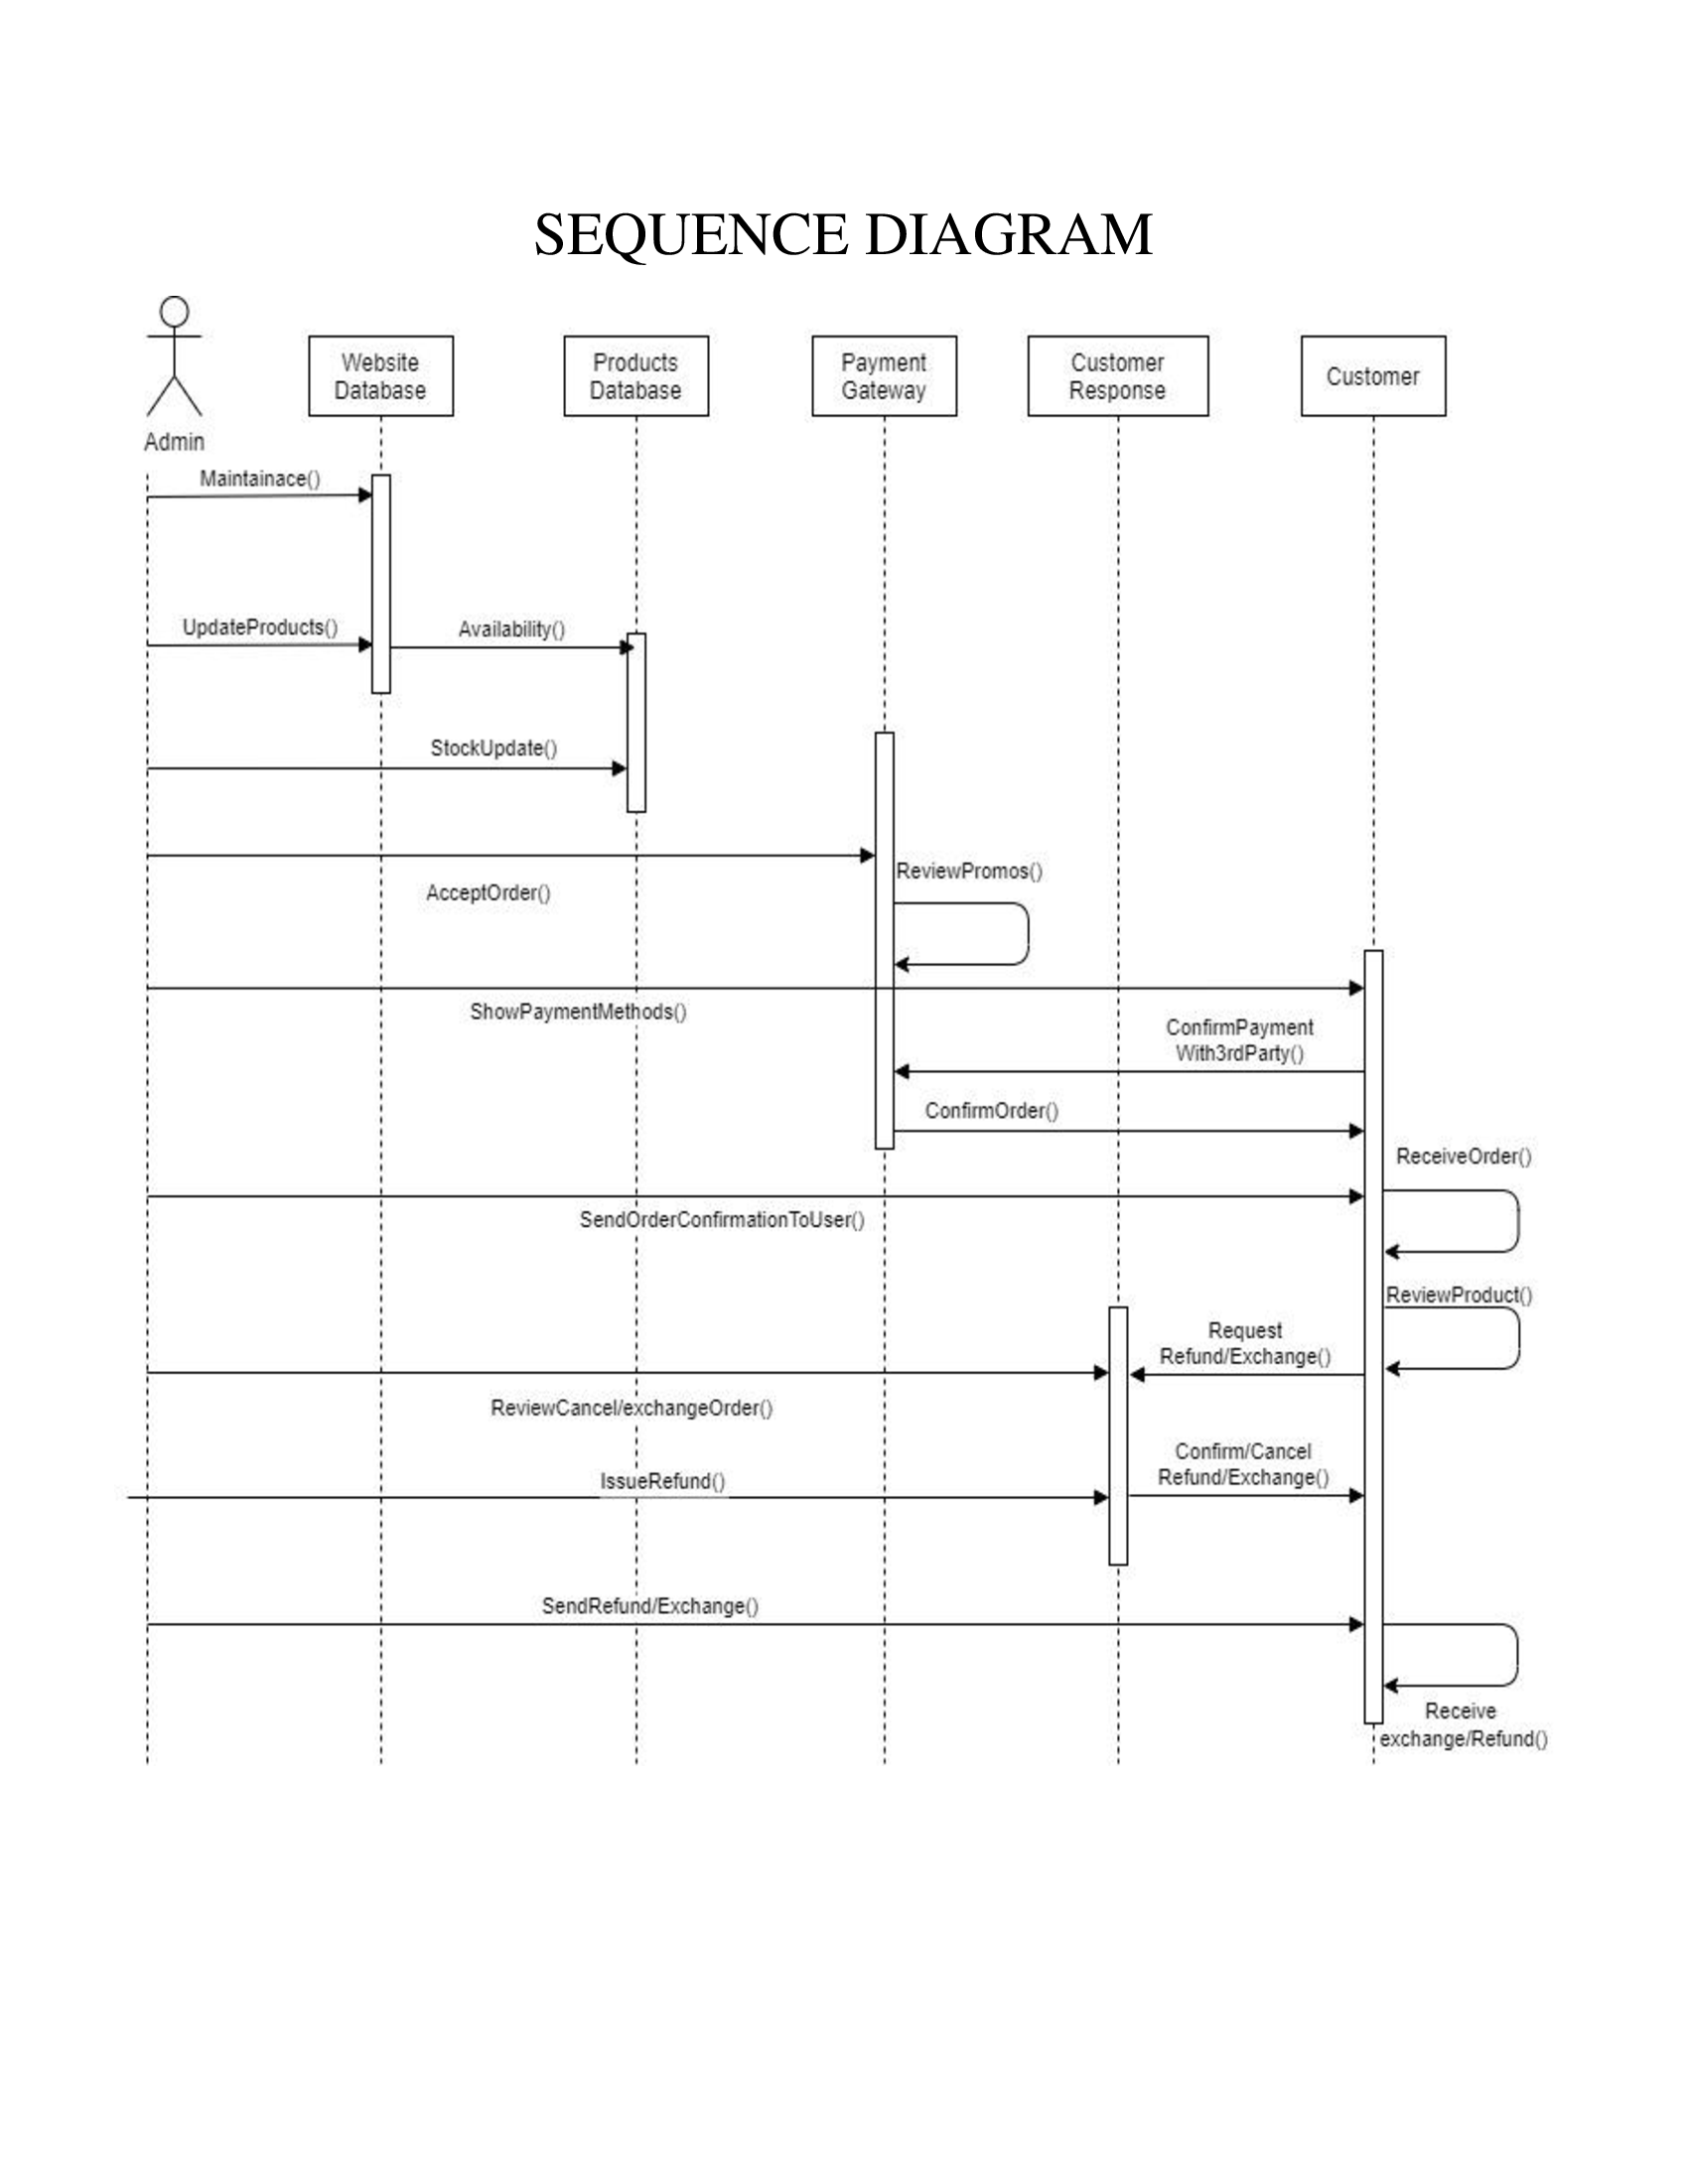 SEQUENCE DIAGRAM
Website
Database
Products
Database
Payment
Gateway
Customer
Response
Customer
Admin
Maintainace()
UpdateProducts()
Availability()
StockUpdate()
ReviewPromos()
AcceptOrder()
ShowPaymentMethods()
ConfirmPayment
With3rdParty()
ConfirmOrder()
ReceiveOrder()
SendOrderConfirmationToUser()
ReviewProduct()
Request
Refund/Exchange()
ReviewCancel/exchangeOrder()
Confirm/Cancel
Refund/Exchange()
IssueRefund()
SendRefund/Exchange()
Receive
exchange/Refund()